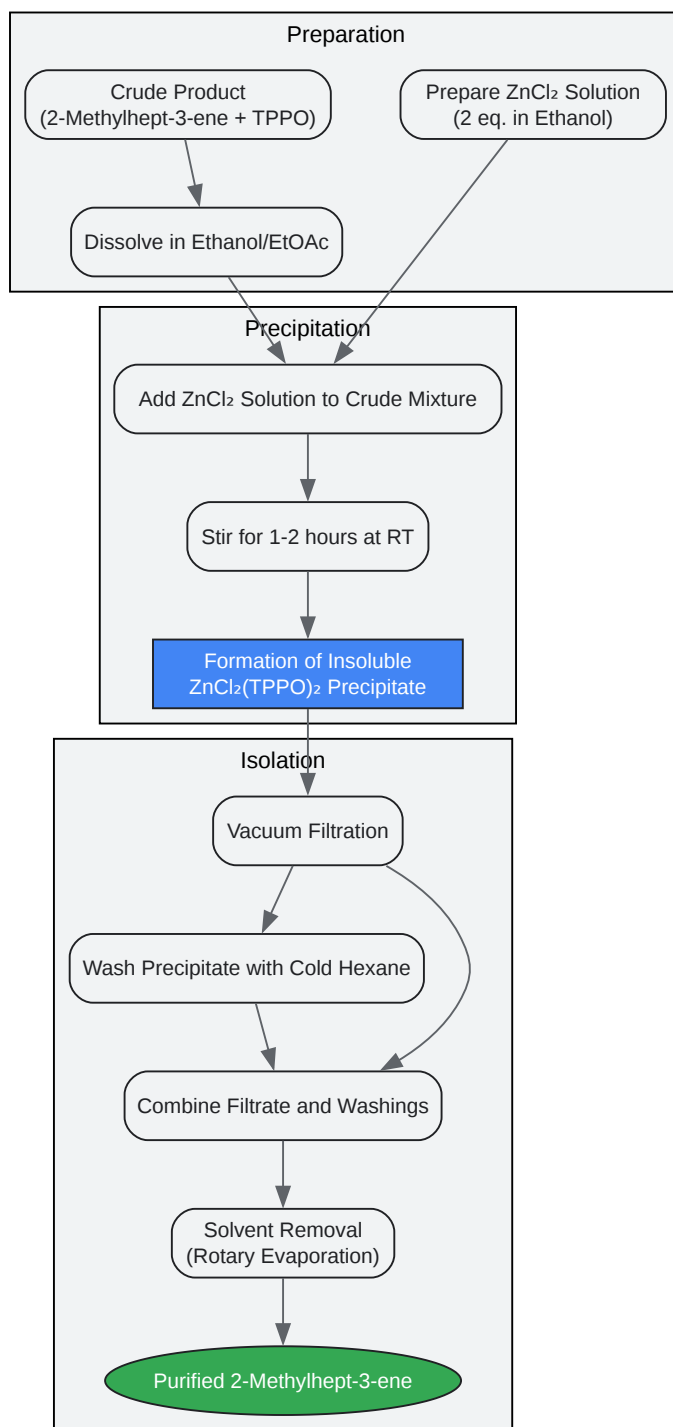 Preparation
Crude Product
(2-Methylhept-3-ene + TPPO)
Prepare ZnCl₂ Solution
(2 eq. in Ethanol)
Dissolve in Ethanol/EtOAc
Precipitation
Add ZnCl₂ Solution to Crude Mixture
Stir for 1-2 hours at RT
Formation of Insoluble
ZnCl₂(TPPO)₂ Precipitate
Isolation
Vacuum Filtration
Wash Precipitate with Cold Hexane
Combine Filtrate and Washings
Solvent Removal
(Rotary Evaporation)
Purified 2-Methylhept-3-ene